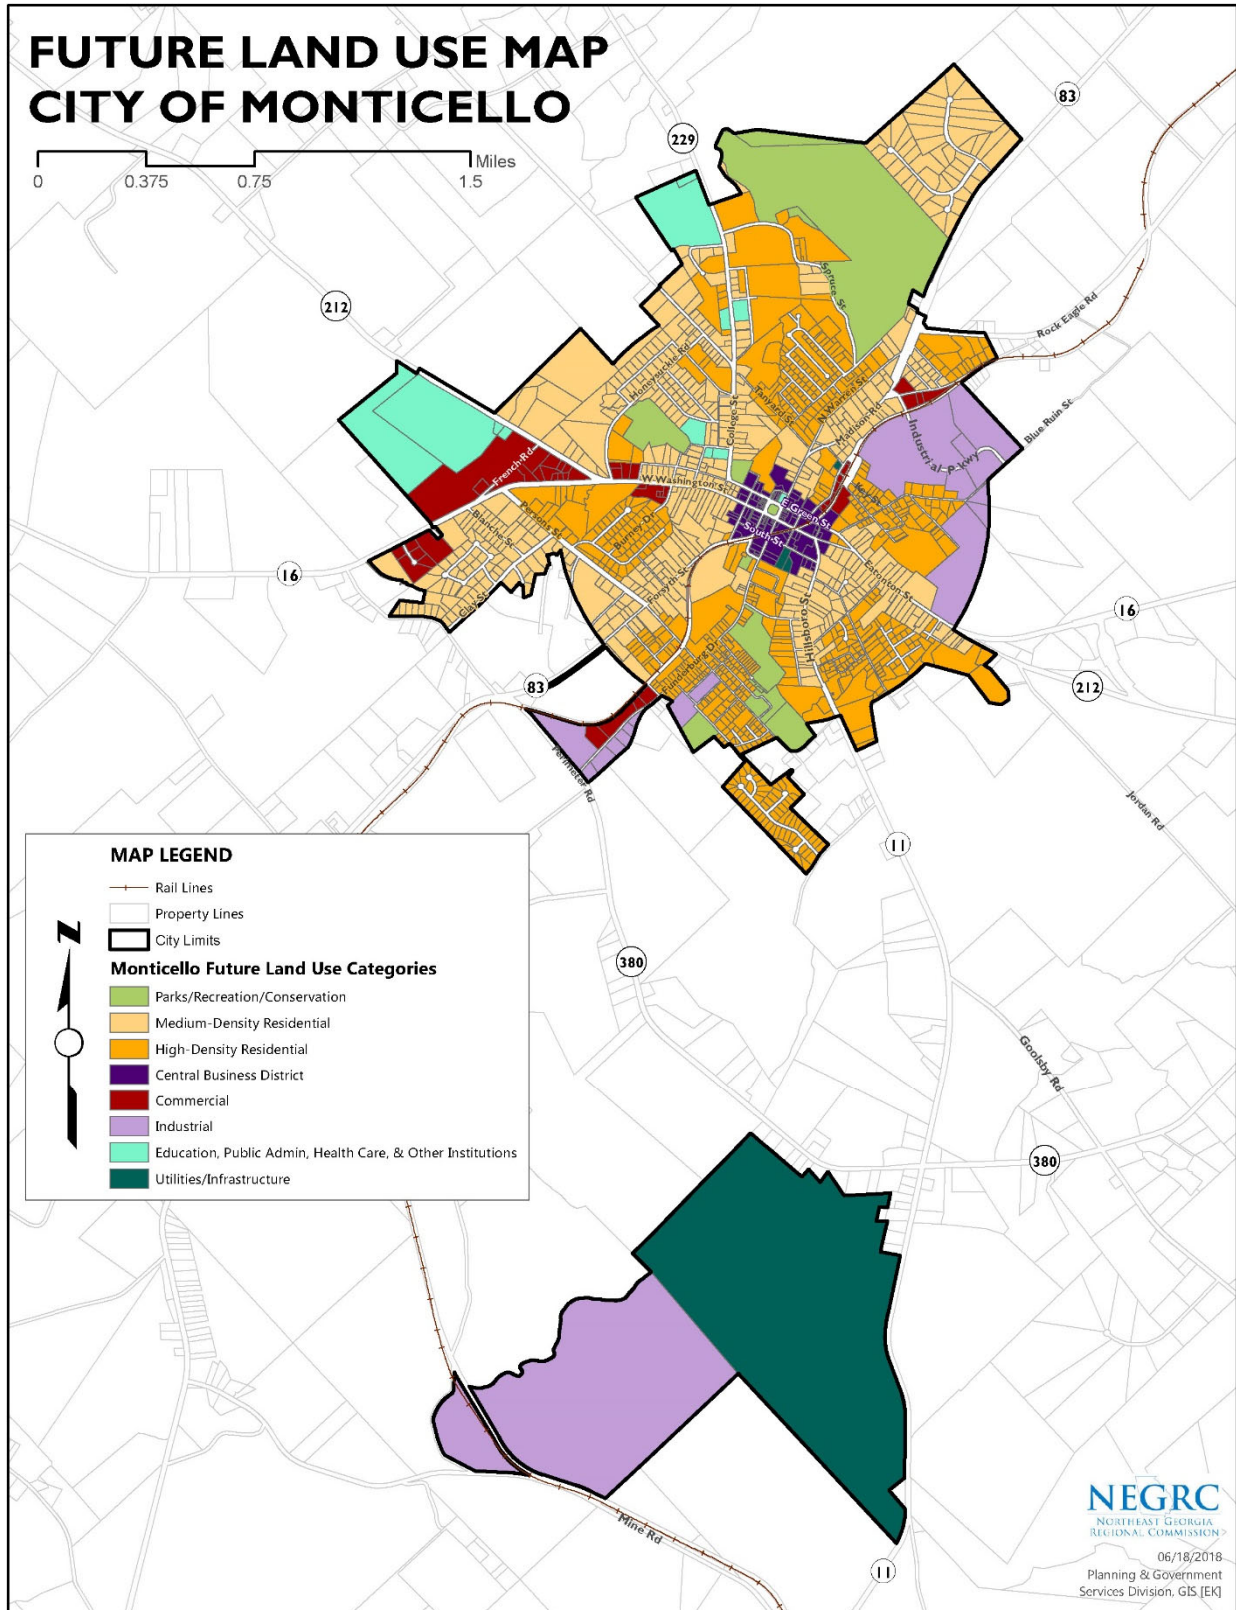 FUTURE LAND USE MAP
CITY OF MONTICELLO
Miles
0
0.375
0.75
1.5
83
229
212
Spruce St
Rock Eagle Rd
Honeysuckle Rd
Tanyard St
N Warren St
College St
Madison Rd
Industrial P-kwy
Blue Ruin St
French Rd
W Washington St
E Green St
Key St
South St
Persons St
Burney Dr
Blanche St
Forsyth St
Eatonton St
Clay St
16
16
Hillsboro St
Funderburg Dr
83
212
Perimeter Rd
Jordan Rd
11
MAP LEGEND
Rail Lines
Property Lines
City Limits
Monticello Future Land Use Categories
Parks/Recreation/Conservation
Medium-Density Residential
High-Density Residential
Central Business District
Commercial
Industrial
Education, Public Admin, Health Care, & Other Institutions
Utilities/Infrastructure
N
380
Goolsby Rd
380
Mine Rd
11
NEGRC
NORTHEAST GEORGIA
REGIONAL COMMISSION
06/18/2018
Planning & Government
Services Division, GIS [EK]